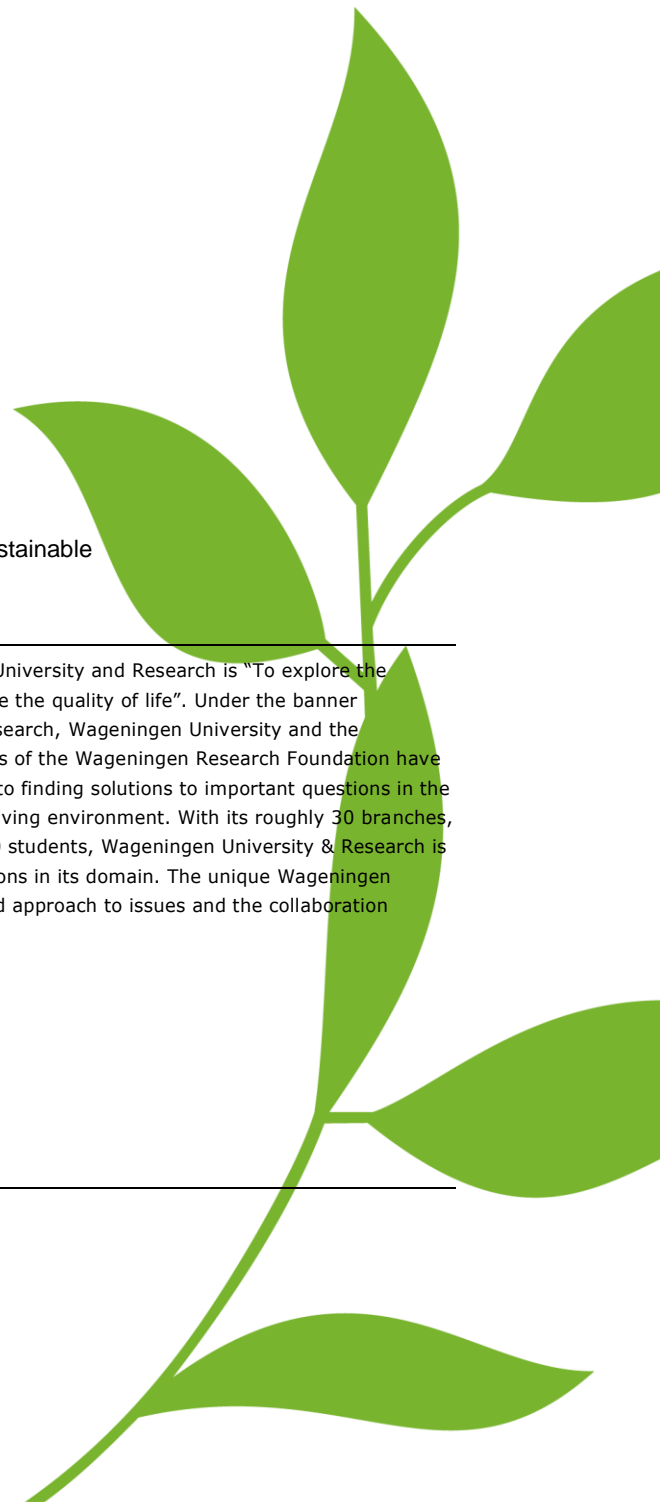 stainable
University and Research is “To explore the
e the quality of life”. Under the banner
search, Wageningen University and the
s of the Wageningen Research Foundation have
to finding solutions to important questions in the
ving environment. With its roughly 30 branches,
students, Wageningen University & Research is
ons in its domain. The unique Wageningen
d approach to issues and the collaboration